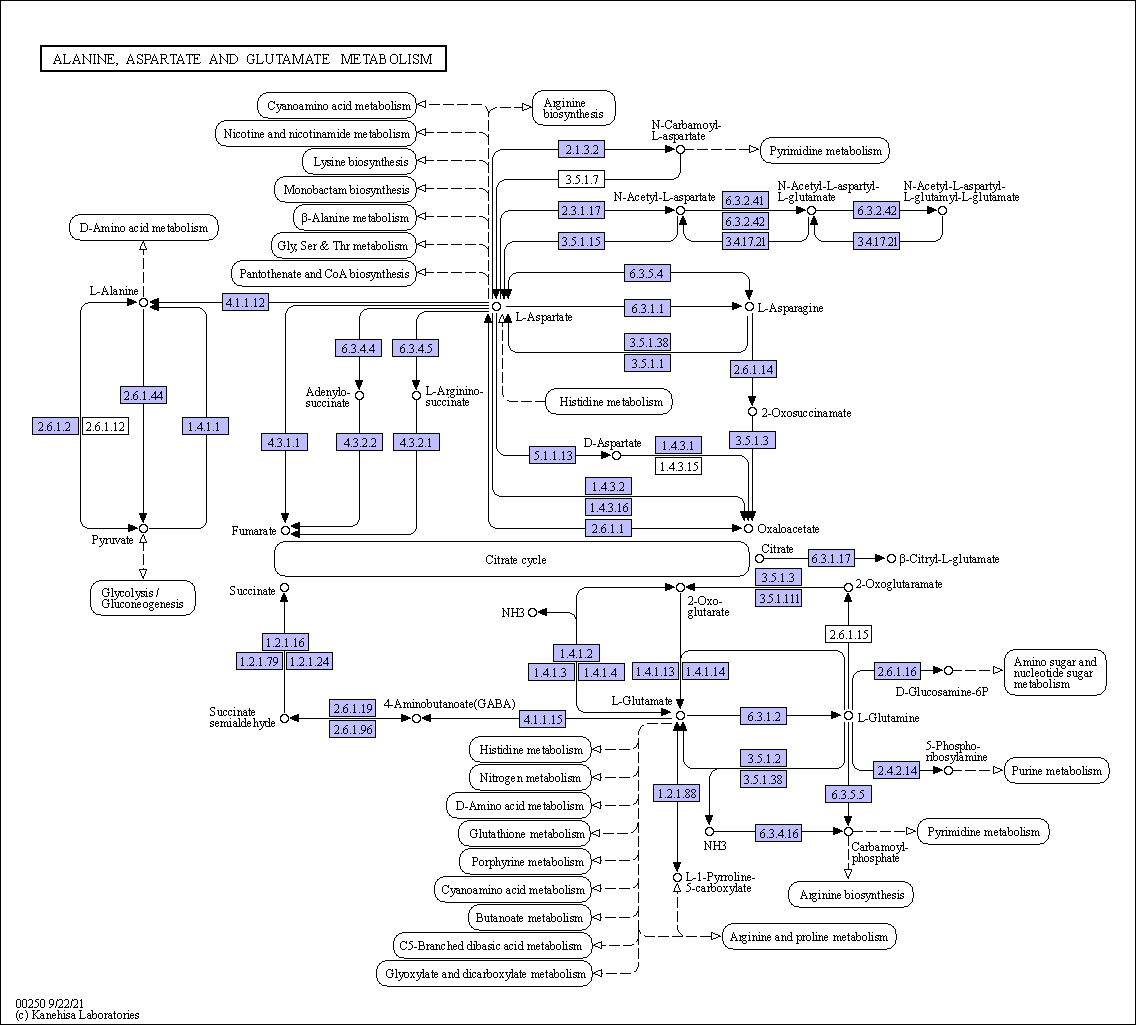 ALANINE, ASPARTATE AND GLUTAMATE METABOLISM
Cyanoamino acid metabolism
Arginine
biosynthesis
Nicotine and nicotinamide metabolism
N-Carbamoyl-
L-aspartate
2.1.3.2
Pyrimidine metabolism
Lysine biosynthesis
3.5.1.7
Monobactam biosynthesis
N-Acetyl-L-aspartate
6.3.2.41
N-Acetyl-L-aspartyl-
L-glutamate
N-Acetyl-L-aspartyl-
L-glutamyl-L-glutamate
β-Alanine metabolism
2.3.1.17
6.3.2.42
6.3.2.42
D-Amino acid metabolism
Gly, Ser & Thr metabolism
3.5.1.15
3.4.17.21
3.4.17.21
Pantothenate and CoA biosynthesis
6.3.5.4
L-Alanine
4.1.1.12
L-Aspartate
6.3.1.1
L-Asparagine
6.3.4.4
6.3.4.5
3.5.1.38
3.5.1.1
2.6.1.14
2.6.1.44
Adenylo-
succinate
L-Arginino-
succinate
Histidine metabolism
2-Oxosuccinamate
2.6.1.2
2.6.1.12
1.4.1.1
4.3.1.1
4.3.2.2
4.3.2.1
D-Aspartate
3.5.1.3
5.1.1.13
1.4.3.1
1.4.3.15
1.4.3.2
1.4.3.16
Pyruvate
Fumarate
2.6.1.1
Oxaloacetate
Citrate cycle
Citrate
6.3.1.17
β-Citryl-L-glutamate
Glycolysis /
Gluconeogenesis
Succinate
3.5.1.3
3.5.1.111
2-Oxoglutaramate
NH3
2-Oxo-
glutarate
1.2.1.16
1.2.1.79
1.2.1.24
1.4.1.2
1.4.1.3
1.4.1.4
1.4.1.13
1.4.1.14
2.6.1.15
2.6.1.16
Amino sugar and
nucleotide sugar
metabolism
D-Glucosamine-6P
Succinate
semialdehyde
2.6.1.19
2.6.1.96
4-Aminobutanoate(GABA)
4.1.1.15
L-Glutamate
6.3.1.2
L-Glutamine
Histidine metabolism
3.5.1.2
3.5.1.38
5-Phospho-
ribosylamine
2.4.2.14
Purine metabolism
Nitrogen metabolism
1.2.1.88
6.3.5.5
D-Amino acid metabolism
Glutathione metabolism
NH3
6.3.4.16
Carbamoyl-
phosphate
Pyrimidine metabolism
Porphyrine metabolism
L-1-Pyrroline-
5-carboxylate
Cyanoamino acid metabolism
Arginine biosynthesis
Butanoate metabolism
C5-Branched dibasic acid metabolism
Arginine and proline metabolism
Glyoxylate and dicarboxylate metabolism
00250 9/22/21
(c) Kanehisa Laboratories